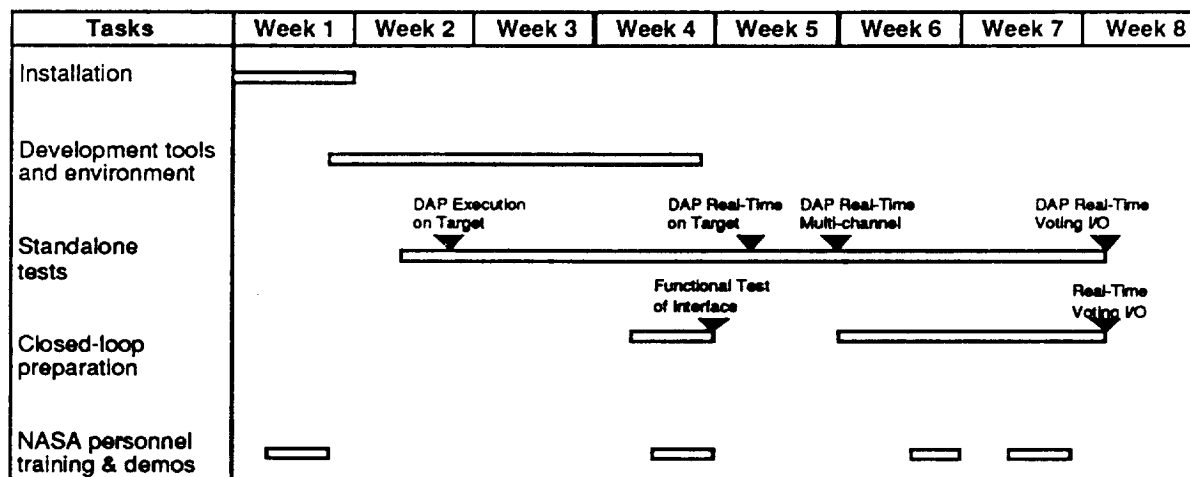 Tasks Week 1 Week 2 Week 3 Week 4 Week 5 Week 6 Week 7 Week 8
Installation
Development tools
and environment
DAP Execution
on Target
DAP Real-Time
on Target
DAP Real-Time
Multi-channel
DAP Real-Time
Voting I/O
Standalone
tests
Functional Test
of Interface
Real-Time
Voting I/O
Closed-loop
preparation
NASA personnel
training & demos